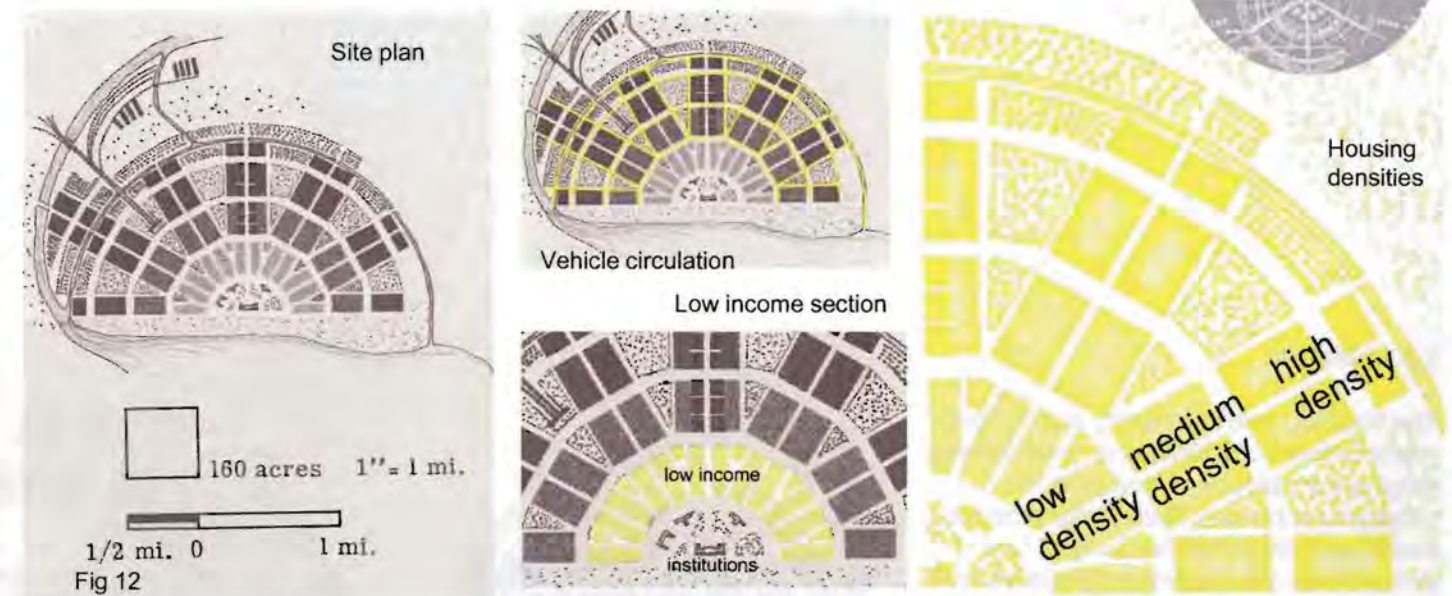 Site plan
160 acres 1"= 1 mi.
1/2 mi. 0 1 mi.
Fig 12
Vehicle circulation
Low income section
low income
institutions
Housing
densities
low
density
medium
density
high
density